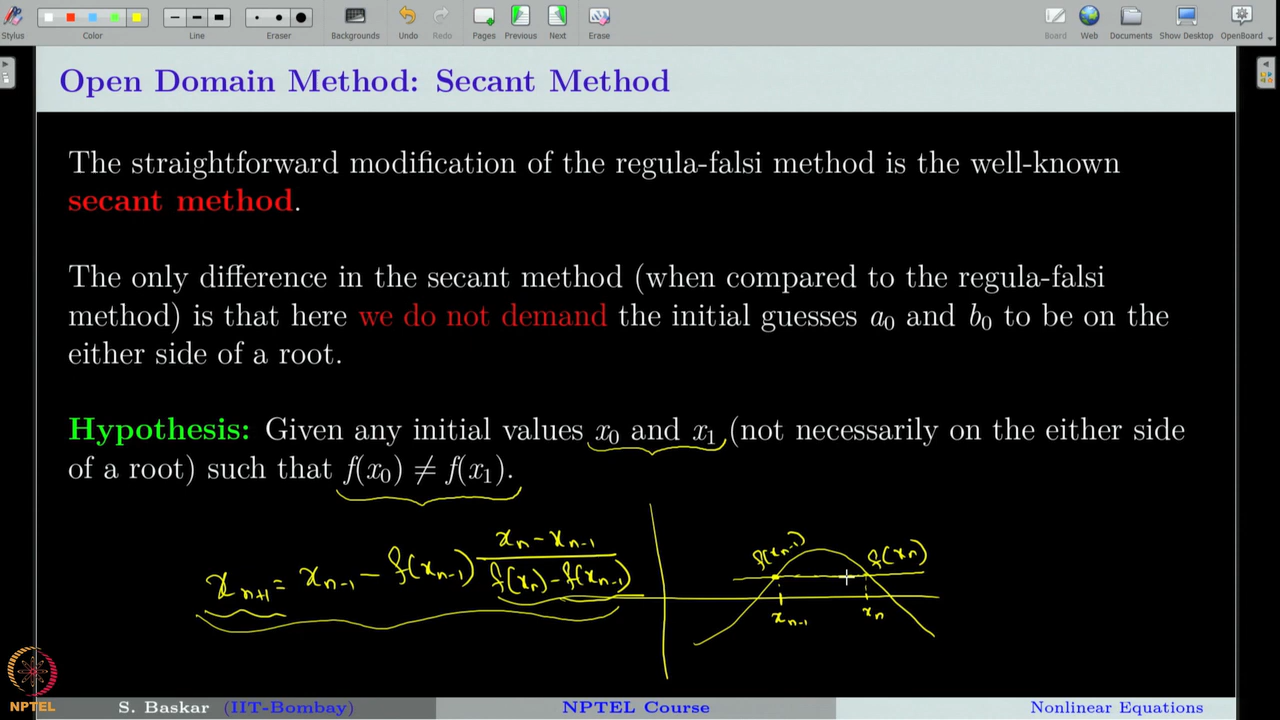 Stylus Color Line Eraser Backgrounds Undo Redo Pages Previous Next Erase Board Web Documents Show Desktop OpenBoard
Open Domain Method: Secant Method
The straightforward modification of the regula-falsi method is the well-known
secant method.
The only difference in the secant method (when compared to the regula-falsi
method) is that here we do not demand the initial guesses a₀ and b₀ to be on the
either side of a root.
Hypothesis: Given any initial values x₀ and x₁ (not necessarily on the either side
of a root) such that f(x₀) ≠ f(x₁).
xₙ₊₁ = xₙ₋₁ − f(xₙ₋₁) (xₙ − xₙ₋₁) / (f(xₙ) − f(xₙ₋₁))
f(xₙ₋₁) f(xₙ)
xₙ₋₁ xₙ
NPTEL
S. Baskar (IIT-Bombay) NPTEL Course Nonlinear Equations